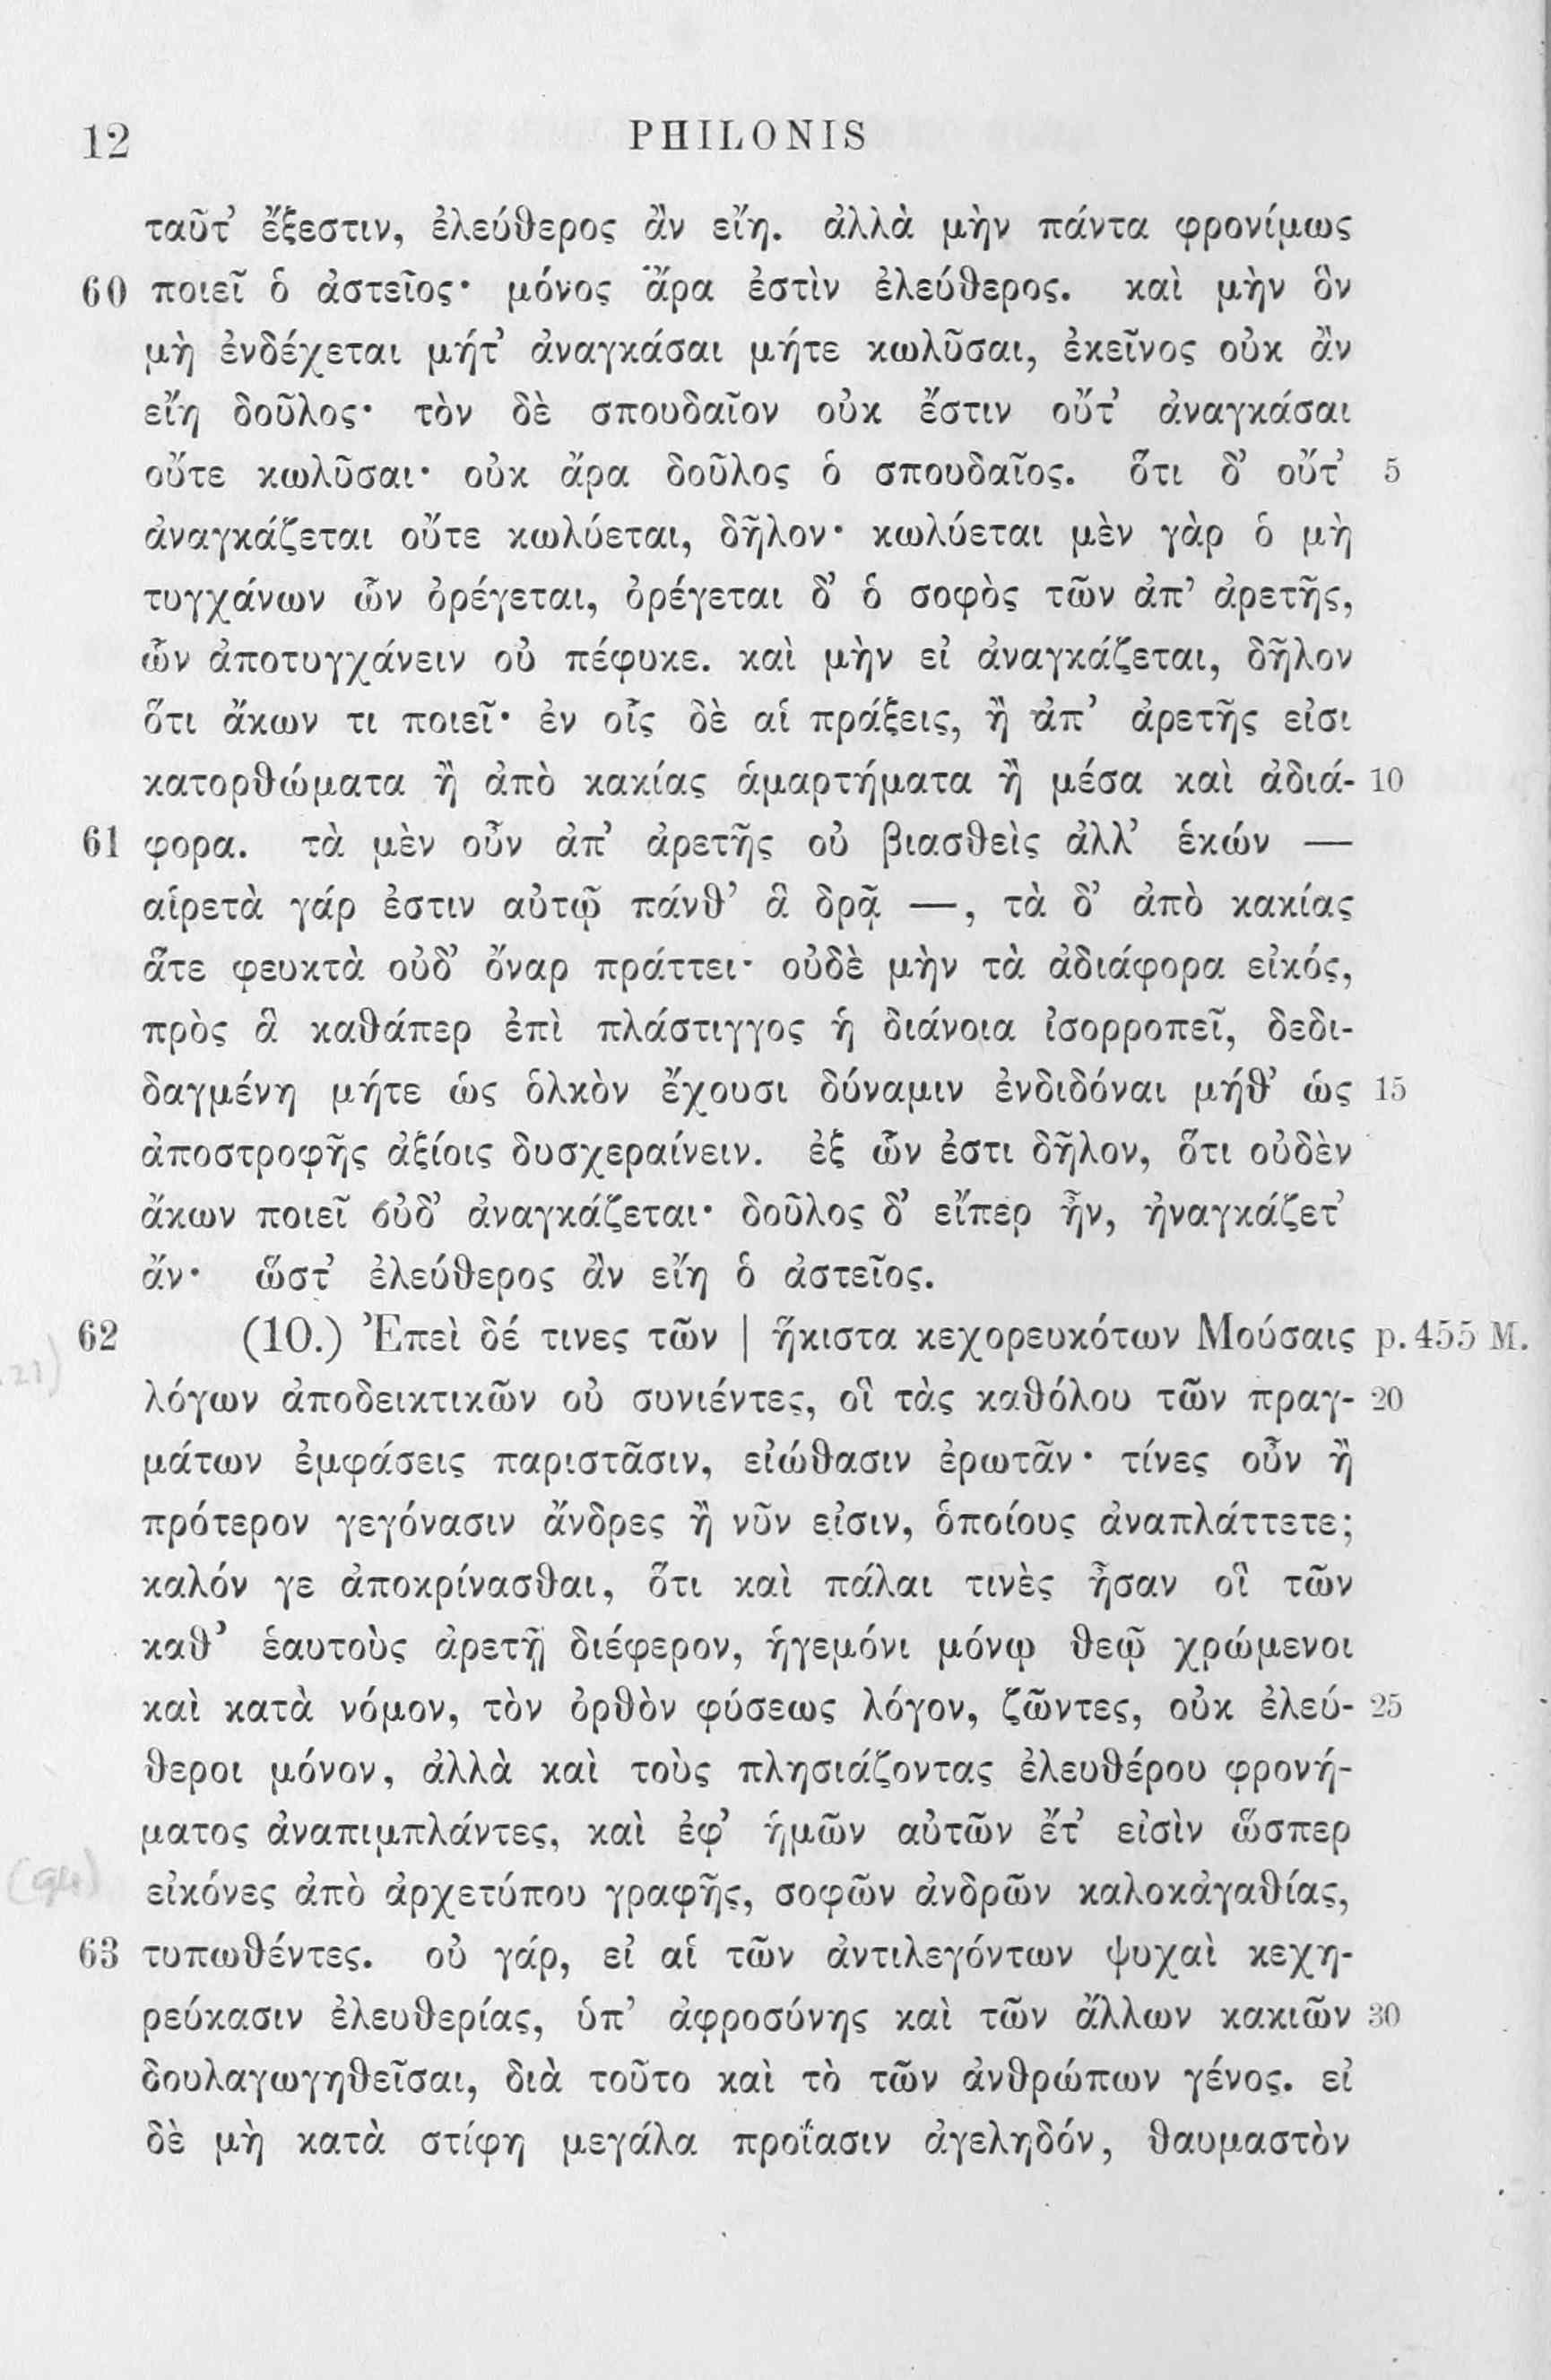 12 PHILONIS
ταῦτ’ ἔξεστιν, ἐλεύθερος ἂν εἴη. ἀλλὰ μὴν πάντα φρονίμως
60 ποιεῖ ὁ ἀστεῖος· μόνος ἄρα ἐστὶν ἐλεύθερος. καὶ μὴν ὃν
μὴ ἐνδέχεται μήτ’ ἀναγκάσαι μήτε κωλῦσαι, ἐκεῖνος οὐκ ἂν
εἴη δοῦλος· τὸν δὲ σπουδαῖον οὐκ ἔστιν οὔτ’ ἀναγκάσαι
οὔτε κωλῦσαι· οὐκ ἄρα δοῦλος ὁ σπουδαῖος. ὅτι δ’ οὔτ’ 5
ἀναγκάζεται οὔτε κωλύεται, δῆλον· κωλύεται μὲν γὰρ ὁ μὴ
τυγχάνων ὧν ὀρέγεται, ὀρέγεται δ’ ὁ σοφὸς τῶν ἀπ’ ἀρετῆς,
ὧν ἀποτυγχάνειν οὐ πέφυκε. καὶ μὴν εἰ ἀναγκάζεται, δῆλον
ὅτι ἄκων τι ποιεῖ· ἐν οἷς δὲ αἱ πράξεις, ἢ ἀπ’ ἀρετῆς εἰσι
κατορθώματα ἢ ἀπὸ κακίας ἁμαρτήματα ἢ μέσα καὶ ἀδιά- 10
61 φορα. τὰ μὲν οὖν ἀπ’ ἀρετῆς οὐ βιασθεὶς ἀλλ’ ἑκών —
αἱρετὰ γάρ ἐστιν αὐτῷ πάνθ’ ἃ δρᾷ —, τὰ δ’ ἀπὸ κακίας
ἅτε φευκτὰ οὐδ’ ὄναρ πράττει· οὐδὲ μὴν τὰ ἀδιάφορα εἰκός,
πρὸς ἃ καθάπερ ἐπὶ πλάστιγγος ἡ διάνοια ἰσορροπεῖ, δεδι-
δαγμένη μήτε ὡς ὁλκὸν ἔχουσι δύναμιν ἐνδιδόναι μήθ’ ὡς 15
ἀποστροφῆς ἀξίοις δυσχεραίνειν. ἐξ ὧν ἐστι δῆλον, ὅτι οὐδὲν
ἄκων ποιεῖ οὐδ’ ἀναγκάζεται· δοῦλος δ’ εἴπερ ἦν, ἠναγκάζετ’
ἄν· ὥστ’ ἐλεύθερος ἂν εἴη ὁ ἀστεῖος.
62 (10.) Ἐπεὶ δέ τινες τῶν | ἥκιστα κεχορευκότων Μούσαις p. 455 M.
λόγων ἀποδεικτικῶν οὐ συνιέντες, οἳ τὰς καθόλου τῶν πραγ- 20
μάτων ἐμφάσεις παριστᾶσιν, εἰώθασιν ἐρωτᾶν· τίνες οὖν ἢ
πρότερον γεγόνασιν ἄνδρες ἢ νῦν εἰσιν, ὁποίους ἀναπλάττετε;
καλόν γε ἀποκρίνασθαι, ὅτι καὶ πάλαι τινὲς ἦσαν οἳ τῶν
καθ’ ἑαυτοὺς ἀρετῇ διέφερον, ἡγεμόνι μόνῳ θεῷ χρώμενοι
καὶ κατὰ νόμον, τὸν ὀρθὸν φύσεως λόγον, ζῶντες, οὐκ ἐλεύ- 25
θεροι μόνον, ἀλλὰ καὶ τοὺς πλησιάζοντας ἐλευθέρου φρονή-
ματος ἀναπιμπλάντες, καὶ ἐφ’ ἡμῶν αὐτῶν ἔτ’ εἰσὶν ὥσπερ
(94) εἰκόνες ἀπὸ ἀρχετύπου γραφῆς, σοφῶν ἀνδρῶν καλοκἀγαθίας,
63 τυπωθέντες. οὐ γάρ, εἰ αἱ τῶν ἀντιλεγόντων ψυχαὶ κεχη-
ρεύκασιν ἐλευθερίας, ὑπ’ ἀφροσύνης καὶ τῶν ἄλλων κακιῶν 30
δουλαγωγηθεῖσαι, διὰ τοῦτο καὶ τὸ τῶν ἀνθρώπων γένος. εἰ
δὲ μὴ κατὰ στίφη μεγάλα προΐασιν ἀγεληδόν, θαυμαστὸν